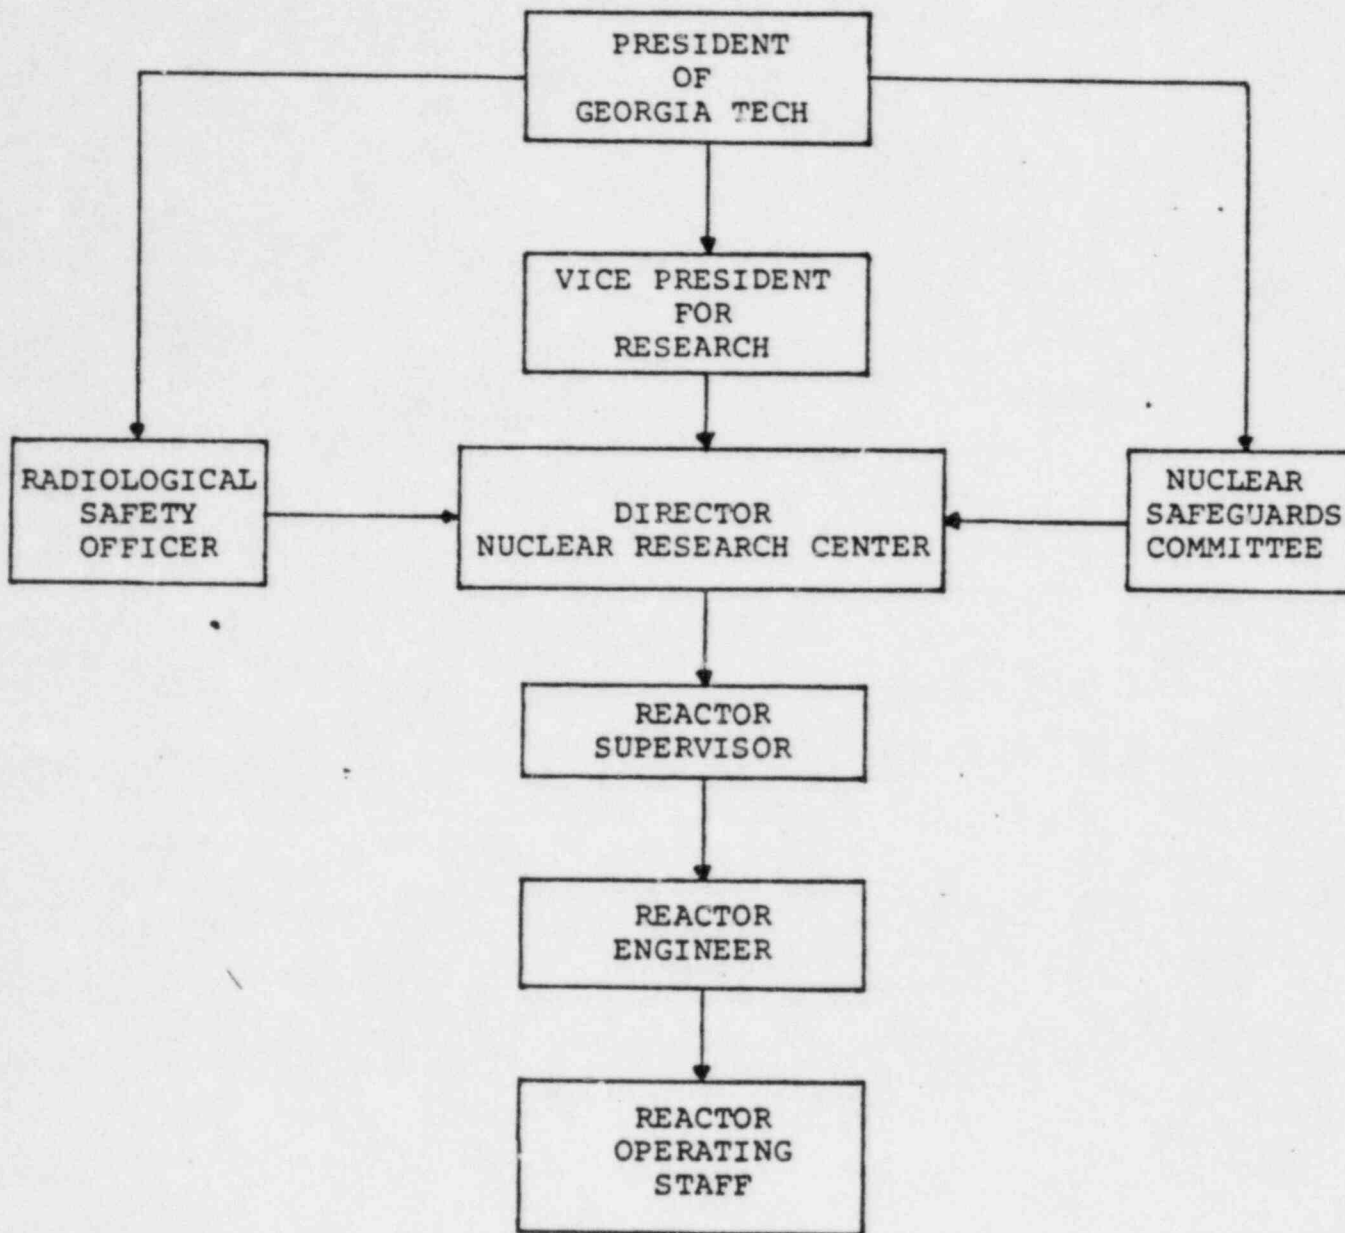 PRESIDENT
OF
GEORGIA TECH
VICE PRESIDENT
FOR
RESEARCH
RADIOLOGICAL
SAFETY
OFFICER
DIRECTOR
NUCLEAR RESEARCH CENTER
NUCLEAR
SAFEGUARDS
COMMITTEE
REACTOR
SUPERVISOR
REACTOR
ENGINEER
REACTOR
OPERATING
STAFF